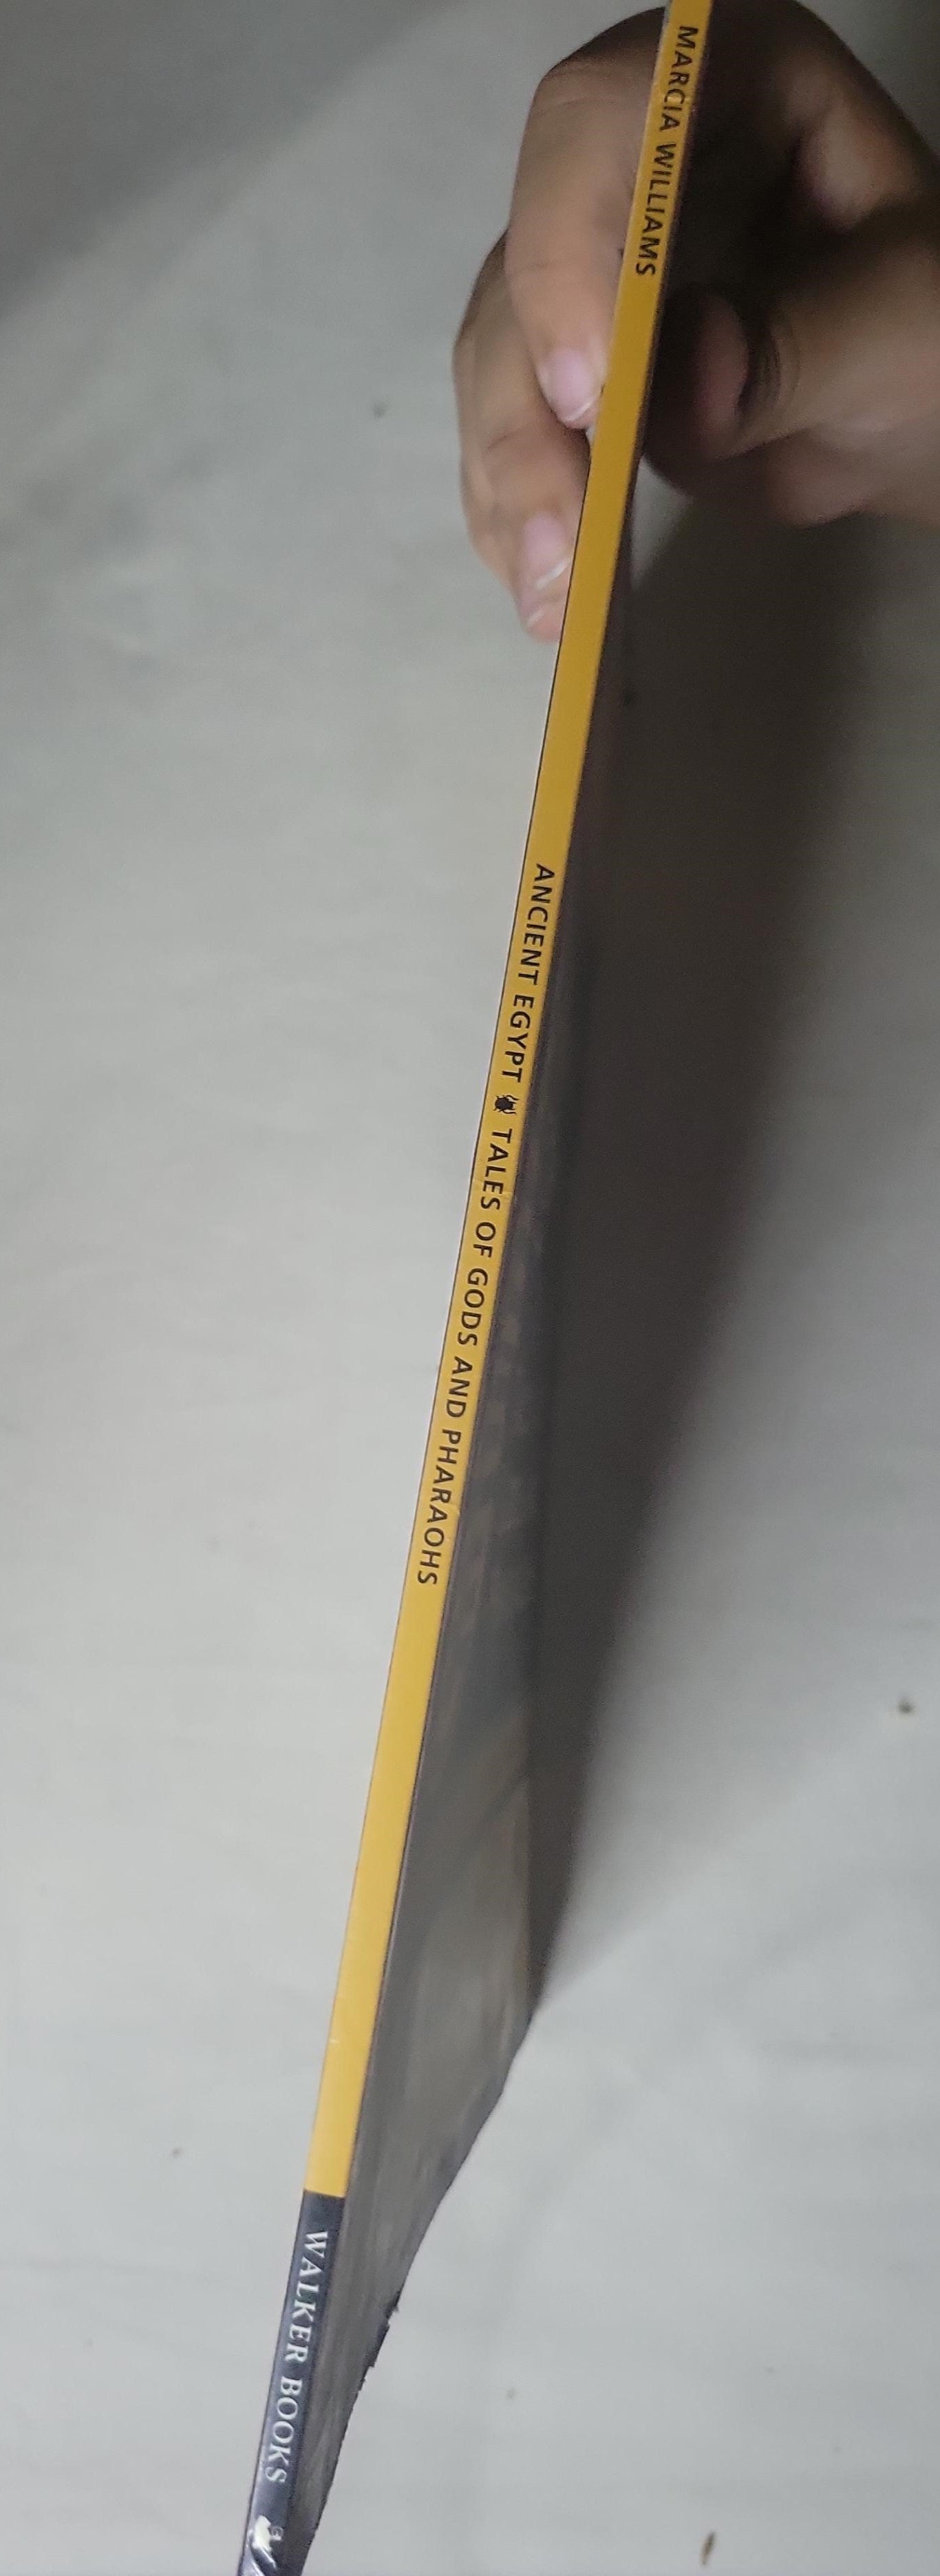 MARCIA WILLIAMS
ANCIENT EGYPT TALES OF GODS AND PHARAOHS
WALKER BOOKS